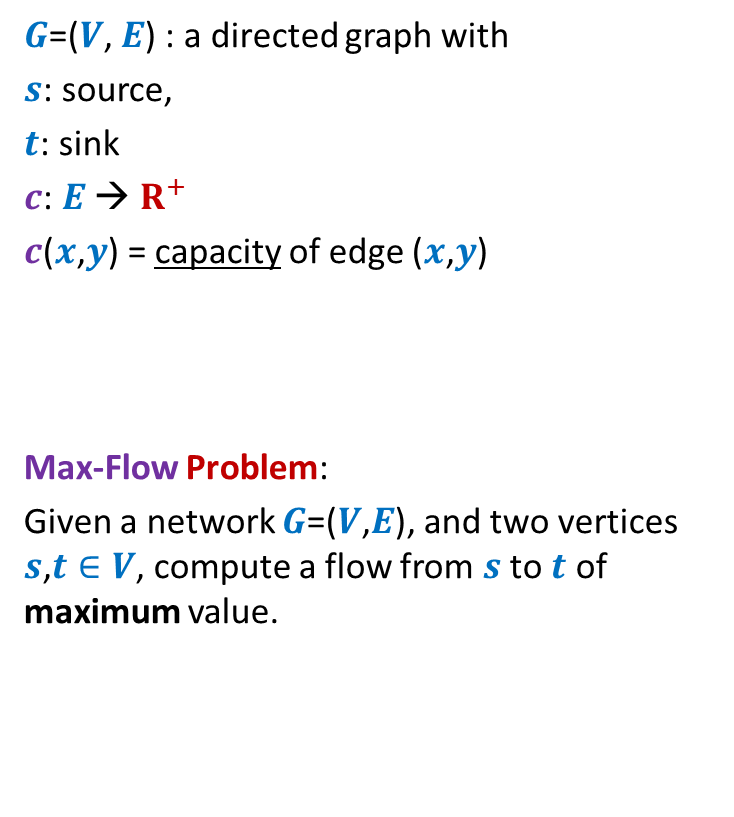 G=(V, E) : a directed graph with
s: source,
t: sink
c: E → R⁺
c(x,y) = capacity of edge (x,y)
Max-Flow Problem:
Given a network G=(V,E), and two vertices
s,t ∈ V, compute a flow from s to t of
maximum value.